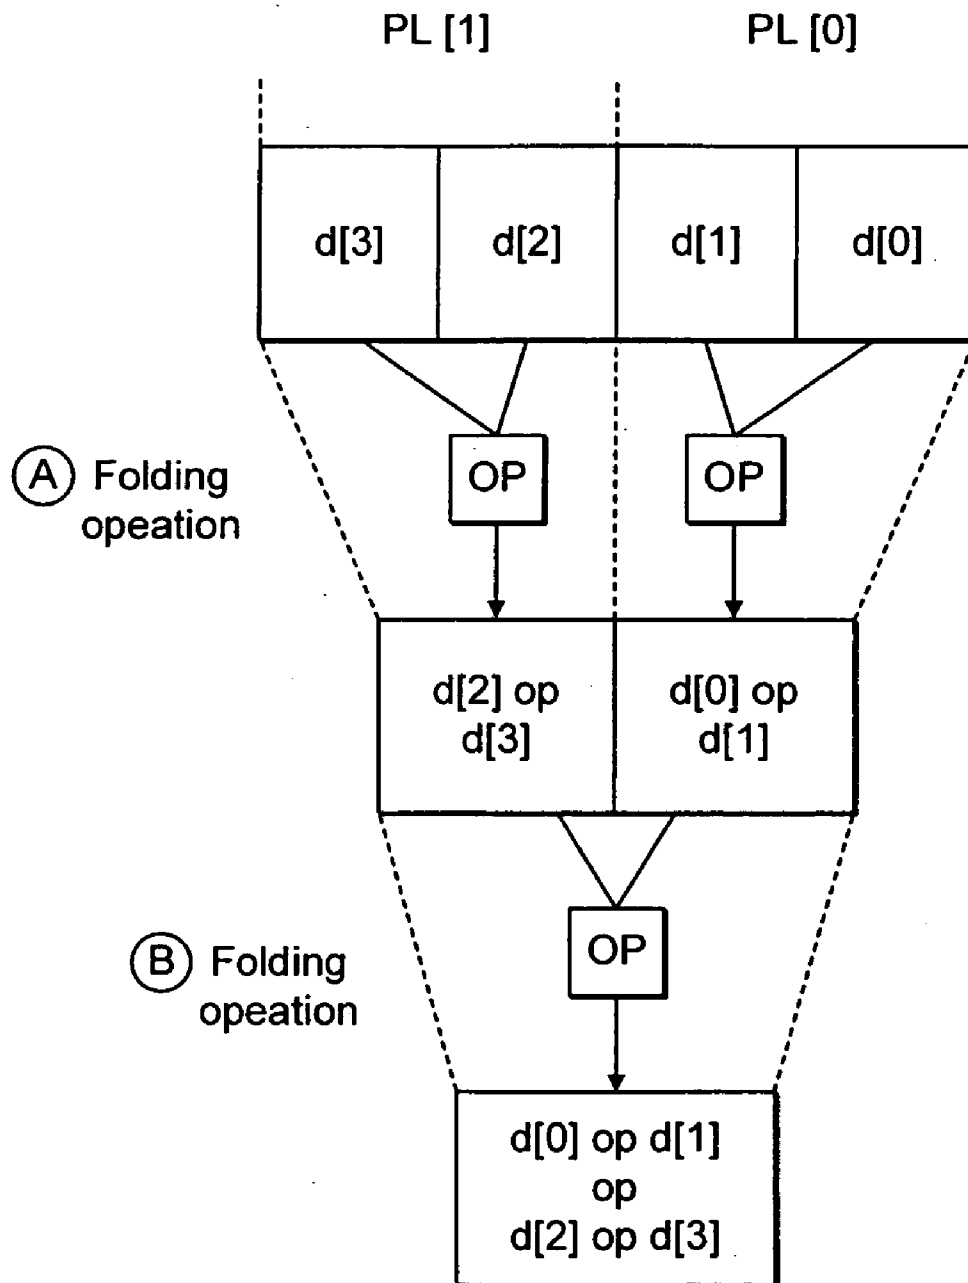 PL [1] PL [0]
d[3] d[2] d[1] d[0]
A Folding
opeation
OP OP
d[2] op
d[3]
d[0] op
d[1]
B Folding
opeation
OP
d[0] op d[1]
op
d[2] op d[3]